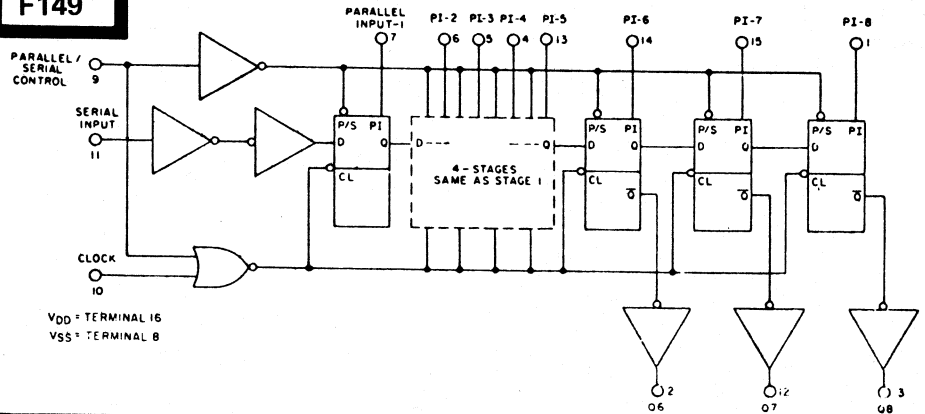 F149
PARALLEL INPUT-1
7
PI-2
6
PI-3
5
PI-4
4
PI-5
13
PI-6
14
PI-7
15
PI-8
1
PARALLEL / SERIAL CONTROL
9
SERIAL INPUT
11
P/S PI
D Q
CL
D ---- ---- Q
4-STAGES
SAME AS STAGE 1
P/S PI
D Q
CL
Q̅
P/S PI
D Q
CL
Q̅
P/S PI
D
CL
Q̅
CLOCK
10
VDD = TERMINAL 16
VSS = TERMINAL 8
2
Q6
12
Q7
3
Q8